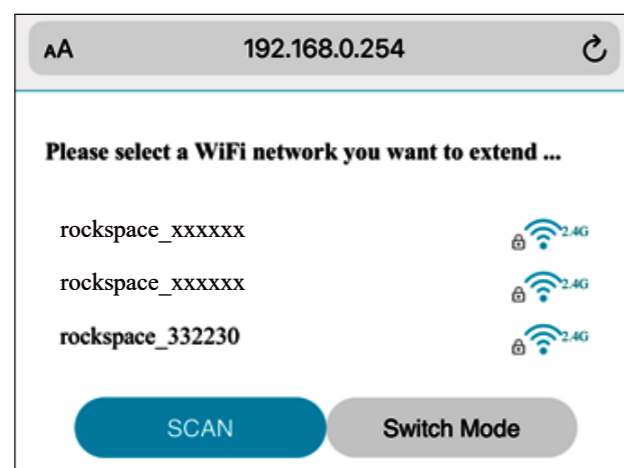 AA 192.168.0.254
Please select a WiFi network you want to extend ...
rockspace_xxxxxx 2.4G
rockspace_xxxxxx 2.4G
rockspace_332230 2.4G
SCAN Switch Mode